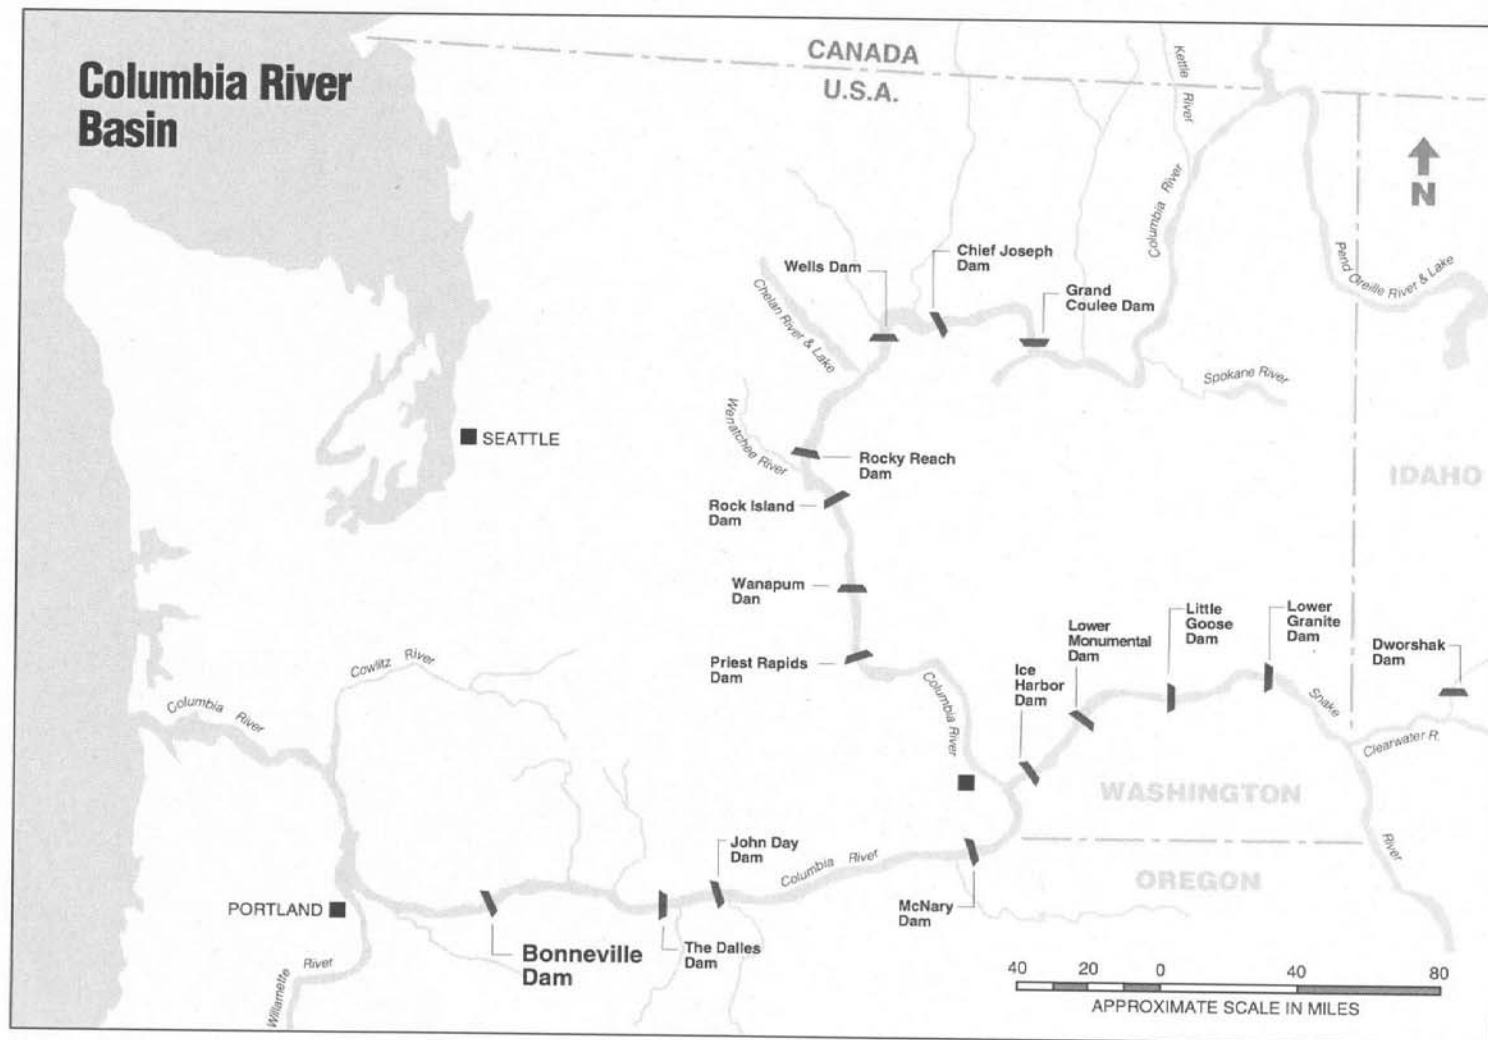 Columbia River
Basin
CANADA
U.S.A.
Kettle River
N
Columbia River
Pend Oreille River & Lake
Chief Joseph
Dam
Wells Dam
Grand
Coulee Dam
Chelan River & Lake
Spokane River
Wenatchee River
SEATTLE
Rocky Reach
Dam
IDAHO
Rock Island
Dam
Wanapum
Dan
Little
Goose
Dam
Lower
Granite
Dam
Lower
Monumental
Dam
Dworshak
Dam
Cowlitz River
Priest Rapids
Dam
Ice
Harbor
Dam
Columbia River
Columbia River
Snake
River
Clearwater R.
WASHINGTON
OREGON
John Day
Dam
Columbia River
McNary
Dam
PORTLAND
Bonneville
Dam
The Dalles
Dam
Willamette River
40 20 0 40 80
APPROXIMATE SCALE IN MILES